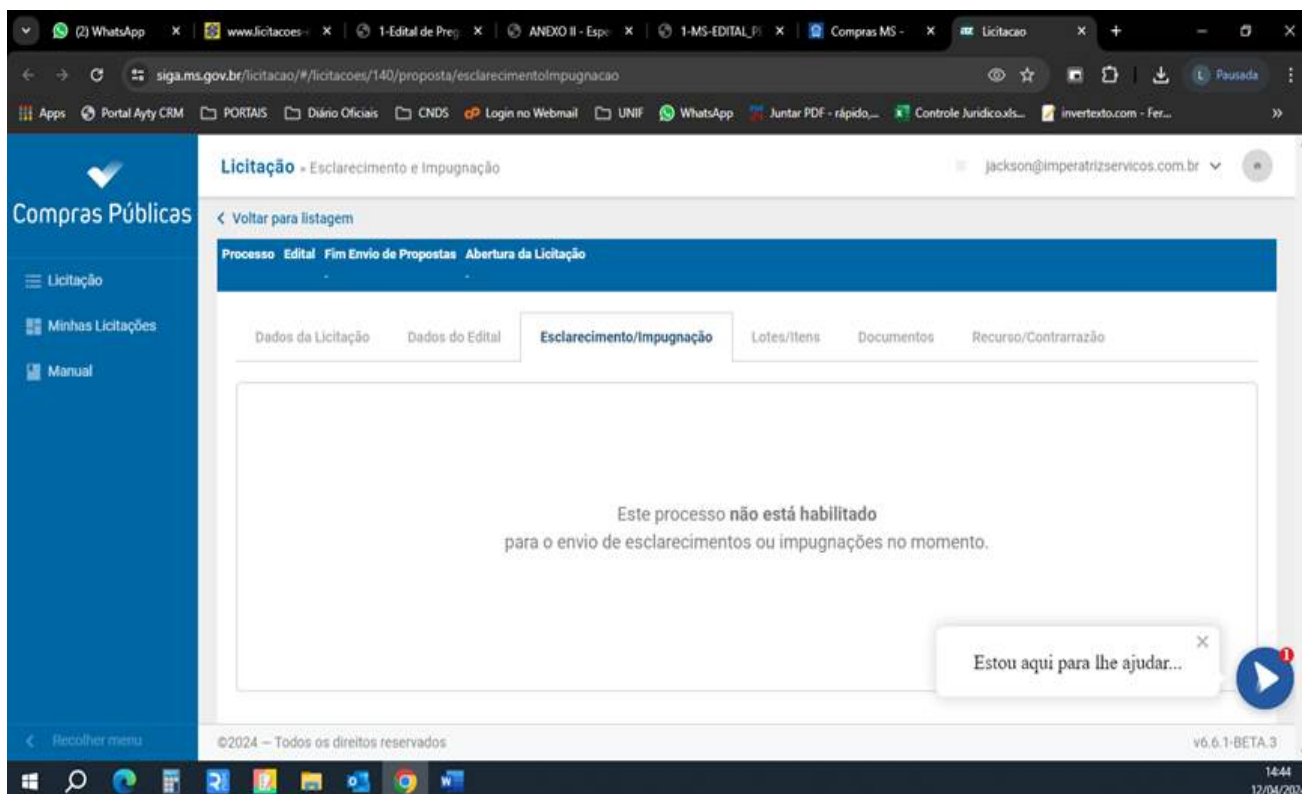 (2) WhatsApp
www.licitacoes-
1-Edital de Preg
ANEXO II - Espe
1-MS-EDITAL_P
Compras MS -
Licitacao
siga.ms.gov.br/licitacao/#/licitacoes/140/proposta/esclarecimentoImpugnacao
L Pausada
Apps
Portal Ayty CRM
PORTAIS
Diário Oficiais
CNDS
Login no Webmail
UNIF
WhatsApp
Juntar PDF - rápido,...
Controle Juridico.xls...
invertexto.com - Fer...
»
Compras Públicas
Licitação
Minhas Licitações
Manual
Recolher menu
Licitação » Esclarecimento e Impugnação
jackson@imperatrizservicos.com.br
Voltar para listagem
Processo Edital Fim Envio de Propostas Abertura da Licitação
- -
Dados da Licitação
Dados do Edital
Esclarecimento/Impugnação
Lotes/Itens
Documentos
Recurso/Contrarrazão
Este processo não está habilitado
para o envio de esclarecimentos ou impugnações no momento.
Estou aqui para lhe ajudar...
1
©2024 – Todos os direitos reservados
v6.6.1-BETA.3
14:44
12/04/202